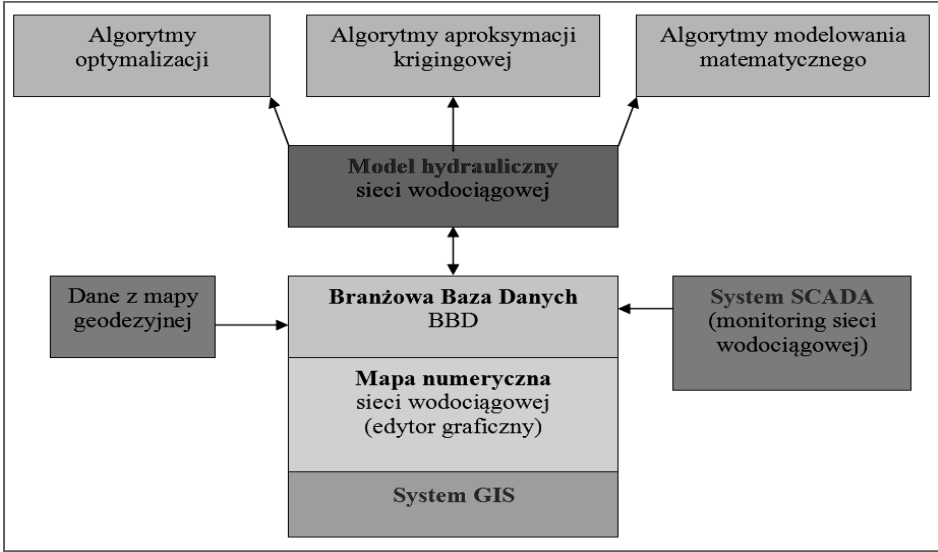 Algorytmy
optymalizacji
Algorytmy aproksymacji
krigingowej
Algorytmy modelowania
matematycznego
Model hydrauliczny
sieci wodociągowej
Dane z mapy
geodezyjnej
Branżowa Baza Danych
BBD
System SCADA
(monitoring sieci
wodociągowej)
Mapa numeryczna
sieci wodociągowej
(edytor graficzny)
System GIS